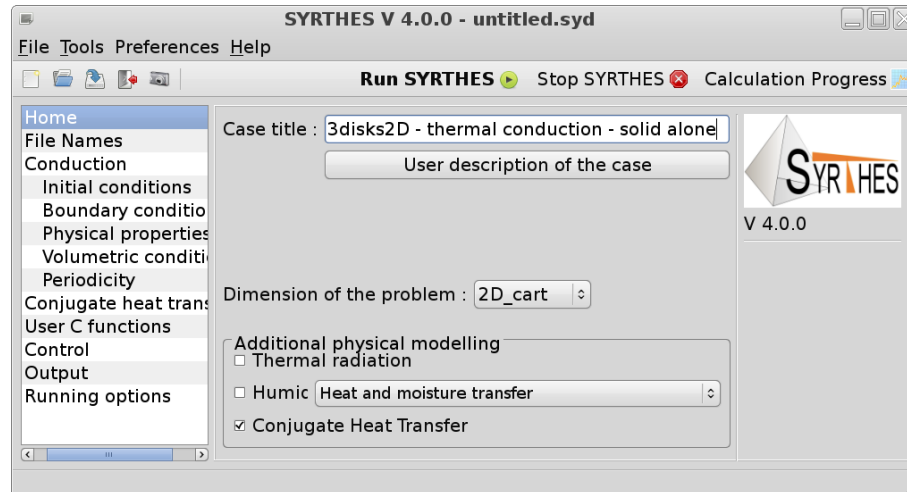 SYRTHES V 4.0.0 - untitled.syd
File Tools Preferences Help
Run SYRTHES Stop SYRTHES Calculation Progress
Home
File Names
Conduction
Initial conditions
Boundary conditio
Physical properties
Volumetric conditi
Periodicity
Conjugate heat trans
User C functions
Control
Output
Running options
Case title : 3disks2D - thermal conduction - solid alone
User description of the case
Dimension of the problem : 2D_cart
Additional physical modelling
Thermal radiation
Humic Heat and moisture transfer
Conjugate Heat Transfer
SYRTHES
V 4.0.0